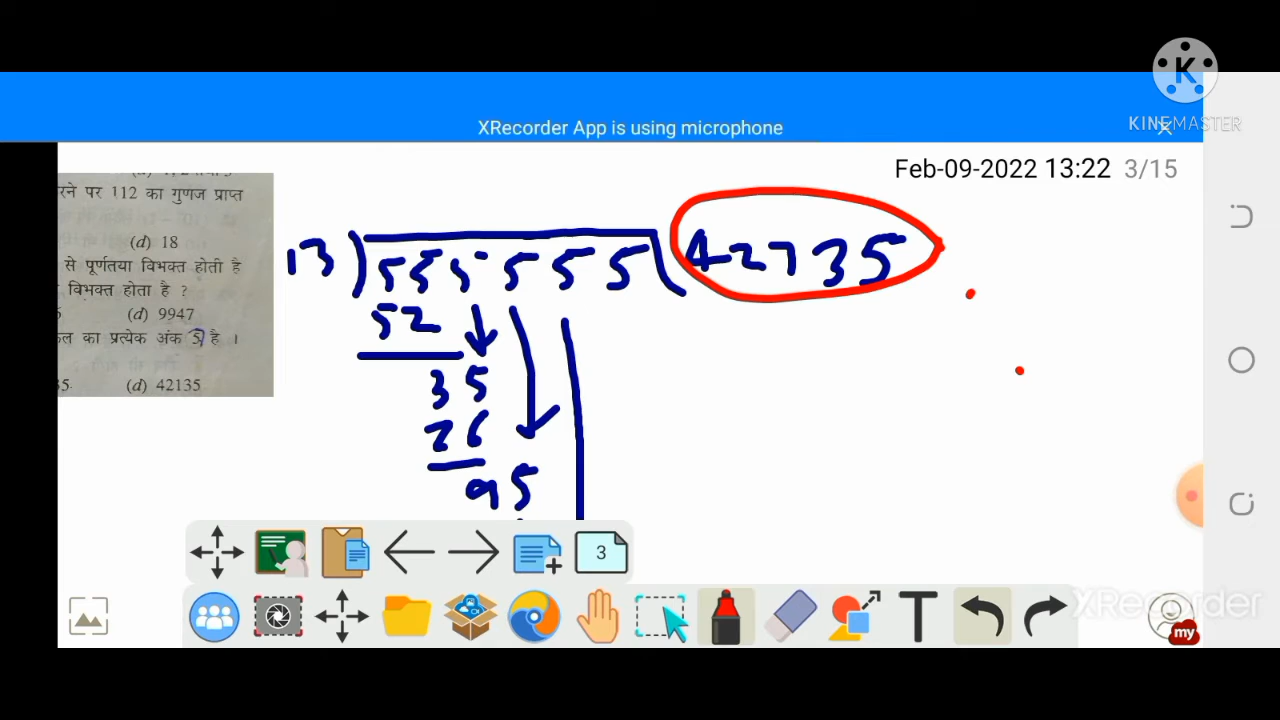 K
KINEMASTER
XRecorder App is using microphone
Feb-09-2022 13:22 3/15
रने पर 112 का गुणज प्राप्त
(d) 18
से पूर्णतया विभक्त होती है
विभक्त होता है ?
(d) 9947
का प्रत्येक अंक 5 है ।
35. (d) 42135
13) 555555 (42735
52
35
26
95
3
T
XRecorder
my